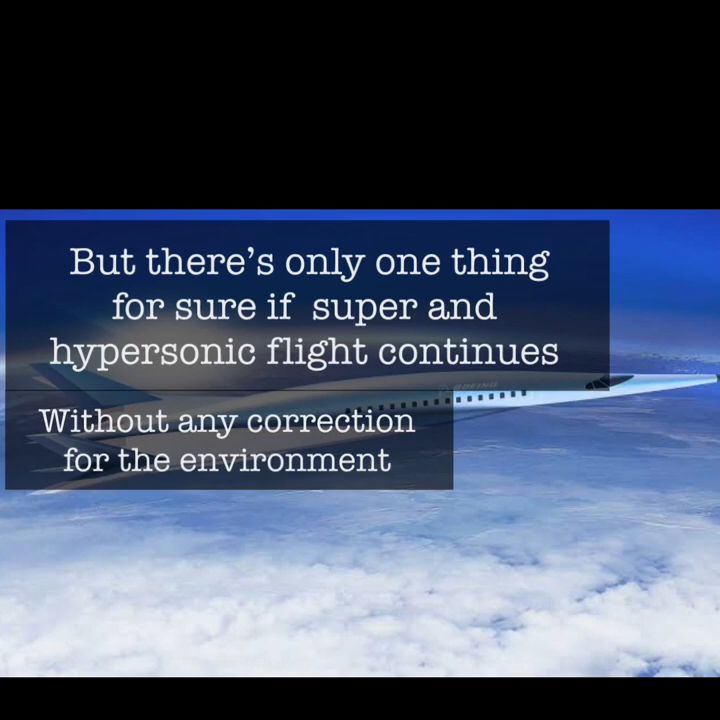 But there's only one thing
for sure if super and
hypersonic flight continues
BOEING
Without any correction
for the environment